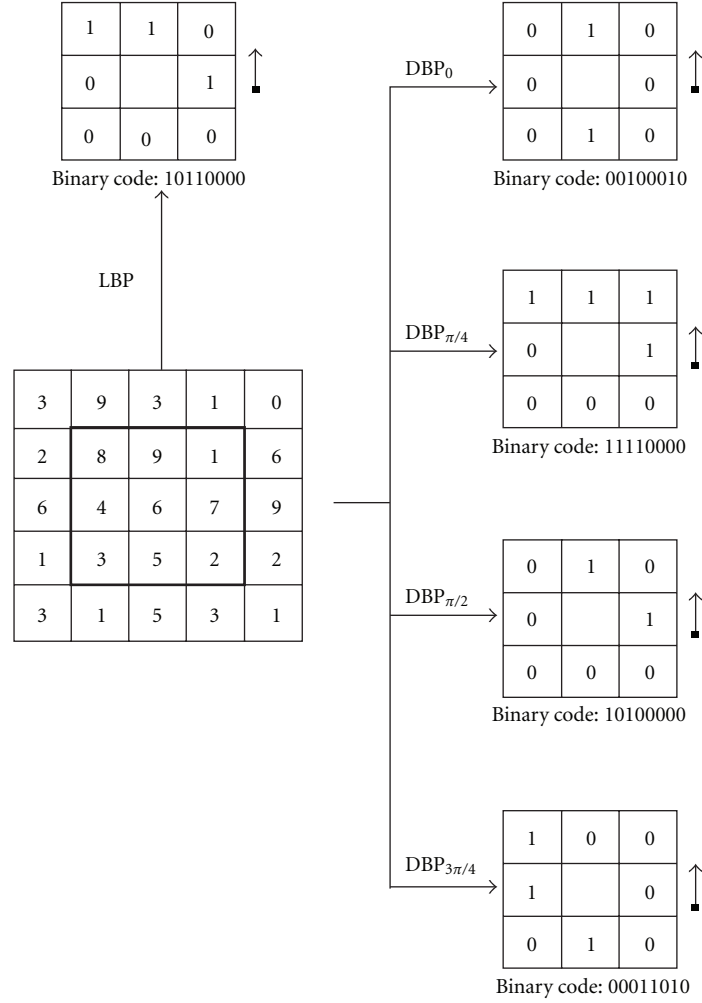 1 1 0
0 1
0 0 0
Binary code: 10110000
LBP
3 9 3 1 0
2 8 9 1 6
6 4 6 7 9
1 3 5 2 2
3 1 5 3 1
DBP₀
0 1 0
0 0
0 1 0
Binary code: 00100010
DBP_π/4
1 1 1
0 1
0 0 0
Binary code: 11110000
DBP_π/2
0 1 0
0 1
0 0 0
Binary code: 10100000
DBP_3π/4
1 0 0
1 0
0 1 0
Binary code: 00011010